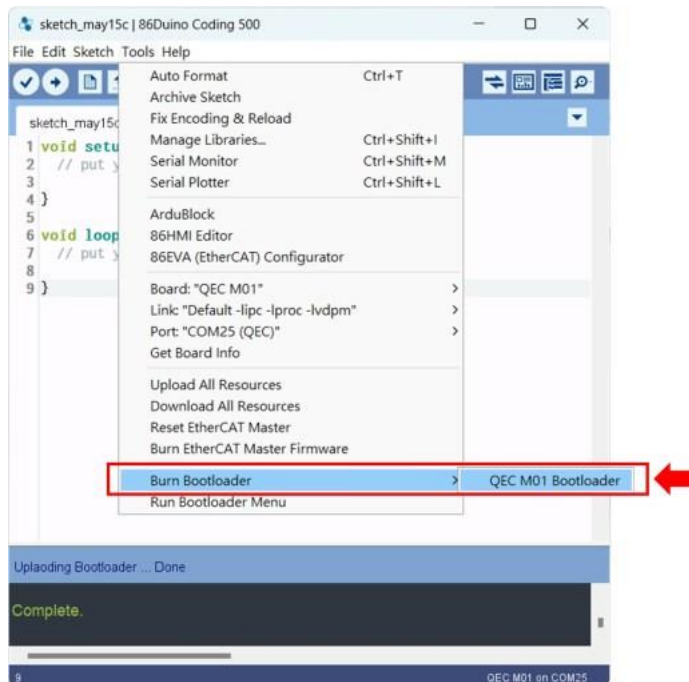 sketch_may15c | 86Duino Coding 500
File Edit Sketch Tools Help
sketch_may15c
Auto Format Ctrl+T
Archive Sketch
Fix Encoding & Reload
Manage Libraries... Ctrl+Shift+I
Serial Monitor Ctrl+Shift+M
Serial Plotter Ctrl+Shift+L
ArduBlock
86HMI Editor
86EVA (EtherCAT) Configurator
Board: "QEC M01" >
Link: "Default -lipc -lproc -lvdpm" >
Port: "COM25 (QEC)" >
Get Board Info
Upload All Resources
Download All Resources
Reset EtherCAT Master
Burn EtherCAT Master Firmware
Burn Bootloader > QEC M01 Bootloader
Run Bootloader Menu
1 void setu
2 // put y
3
4 }
5
6 void loop
7 // put y
8
9 }
Uplaoding Bootloader ... Done
Complete.
9 QEC M01 on COM25